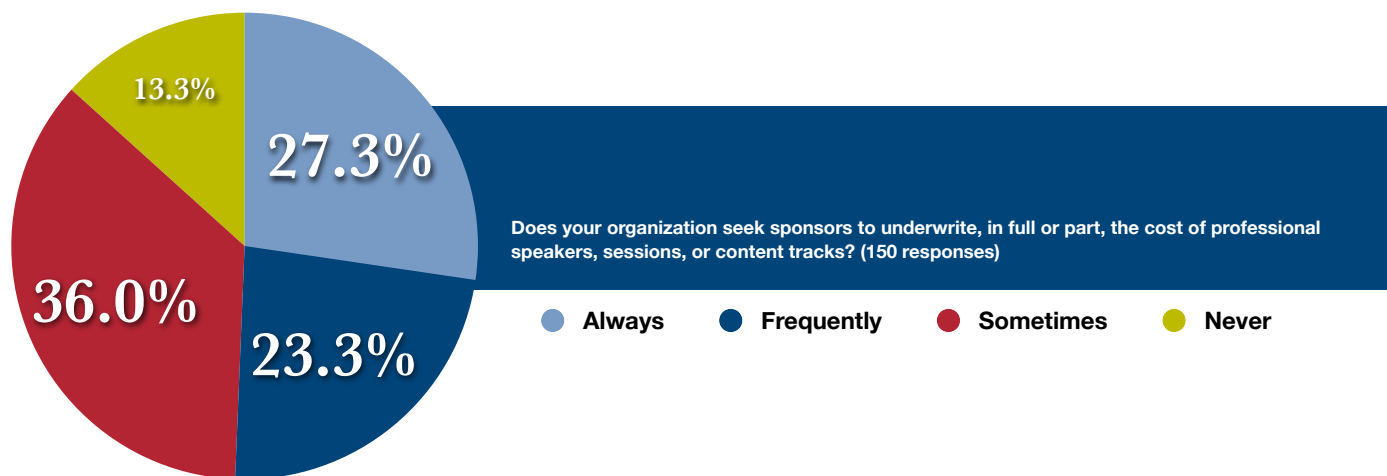 13.3%
27.3%
36.0%
23.3%
Does your organization seek sponsors to underwrite, in full or part, the cost of professional
speakers, sessions, or content tracks? (150 responses)
Always Frequently Sometimes Never